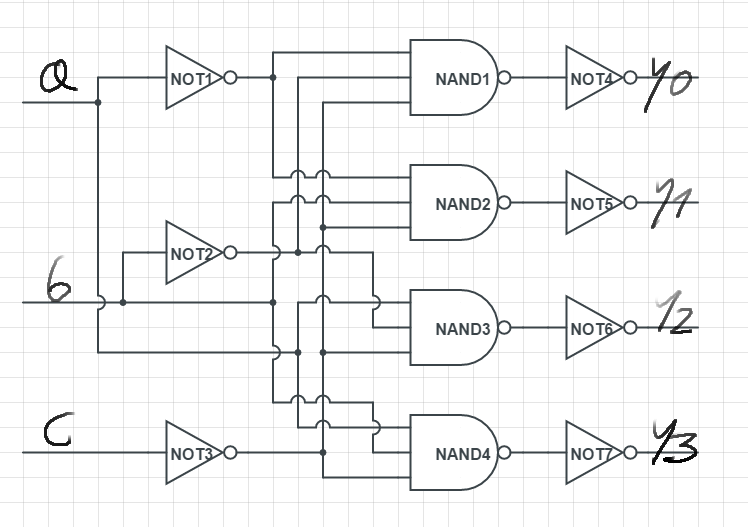 a NOT1 NAND1 NOT4 y0
NAND2 NOT5 y1
NOT2
b NAND3 NOT6 y2
c NOT3 NAND4 NOT7 y3